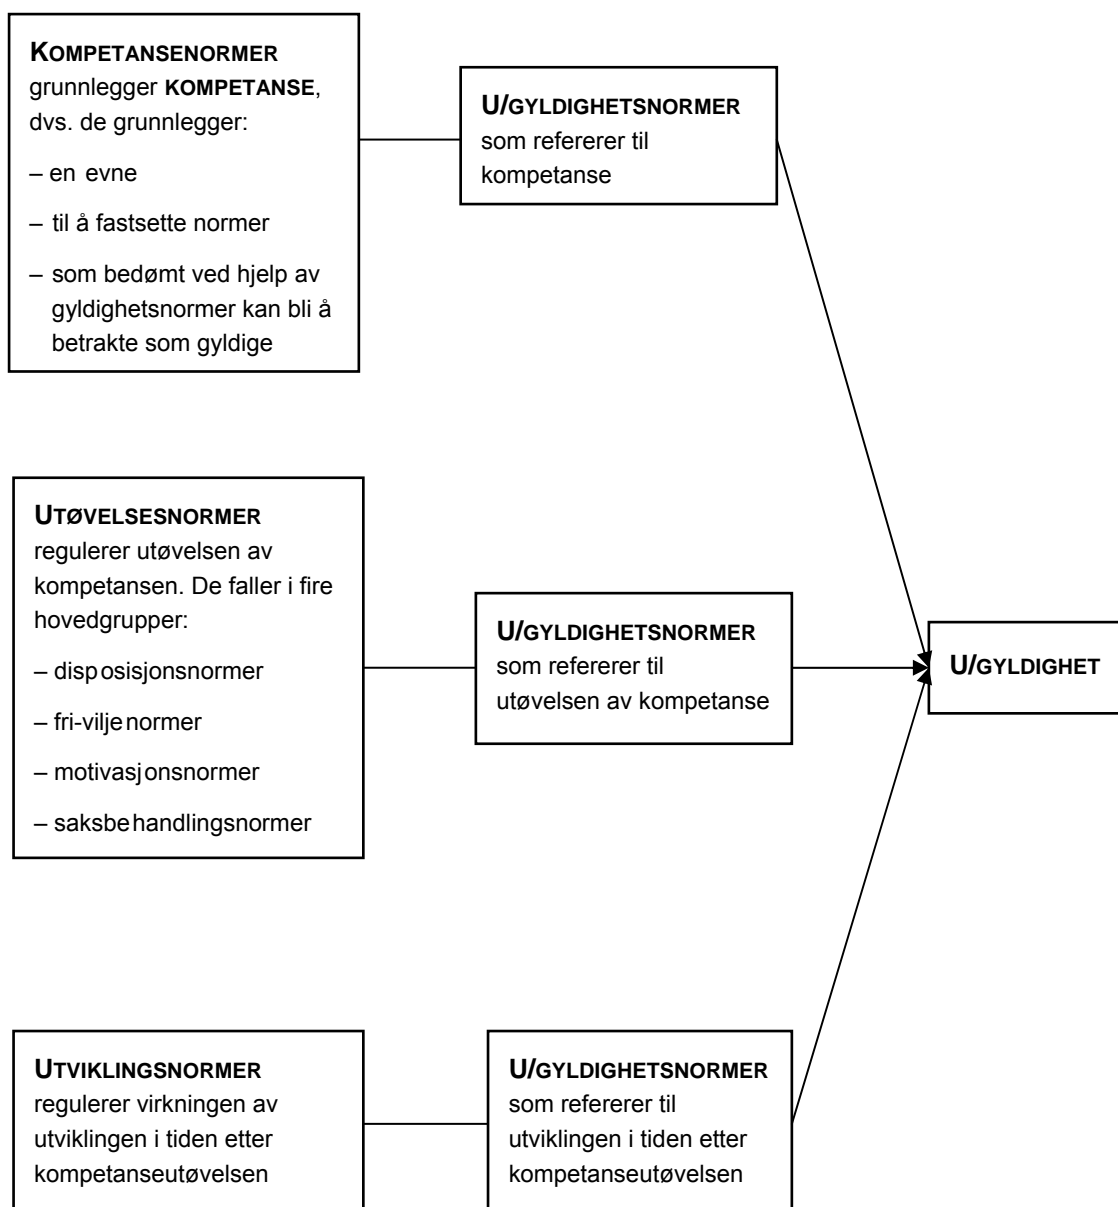 KOMPETANSENORMER
grunnlegger KOMPETANSE,
dvs. de grunnlegger:
– en evne
– til å fastsette normer
– som bedømt ved hjelp av
gyldighetsnormer kan bli å
betrakte som gyldige
U/GYLDIGHETSNORMER
som refererer til
kompetanse
UTØVELSESNORMER
regulerer utøvelsen av
kompetansen. De faller i fire
hovedgrupper:
– disposisjonsnormer
– fri-vilje normer
– motivasjonsnormer
– saksbehandlingsnormer
U/GYLDIGHETSNORMER
som refererer til
utøvelsen av kompetanse
U/GYLDIGHET
UTVIKLINGSNORMER
regulerer virkningen av
utviklingen i tiden etter
kompetanseutøvelsen
U/GYLDIGHETSNORMER
som refererer til
utviklingen i tiden etter
kompetanseutøvelsen